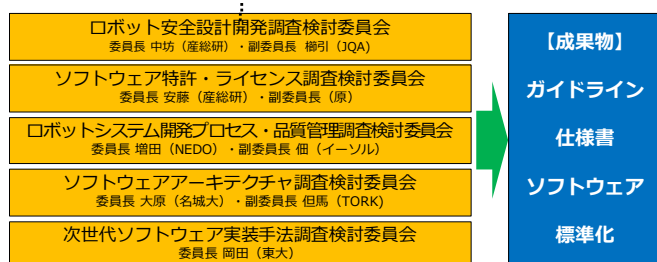 ロボット安全設計開発調査検討委員会
委員長 中坊（産総研）・副委員長 櫛引（JQA）
ソフトウェア特許・ライセンス調査検討委員会
委員長 安藤（産総研）・副委員長（原）
ロボットシステム開発プロセス・品質管理調査検討委員会
委員長 増田（NEDO）・副委員長 佃（イーソル）
ソフトウェアアーキテクチャ調査検討委員会
委員長 大原（名城大）・副委員長 但馬（TORK）
次世代ソフトウェア実装手法調査検討委員会
委員長 岡田（東大）
【成果物】
ガイドライン
仕様書
ソフトウェア
標準化